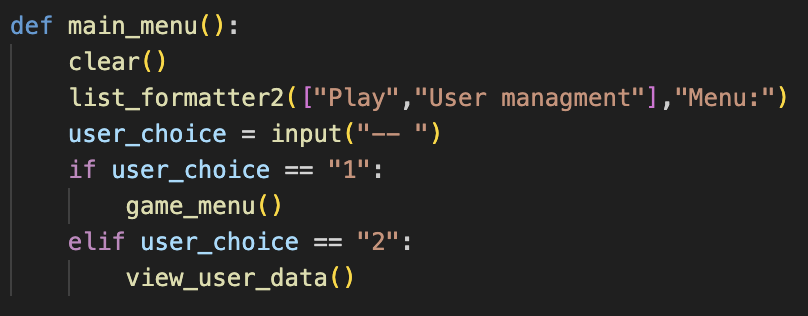 def main_menu():
    clear()
    list_formatter2(["Play","User managment"],"Menu:")
    user_choice = input("-- ")
    if user_choice == "1":
        game_menu()
    elif user_choice == "2":
        view_user_data()